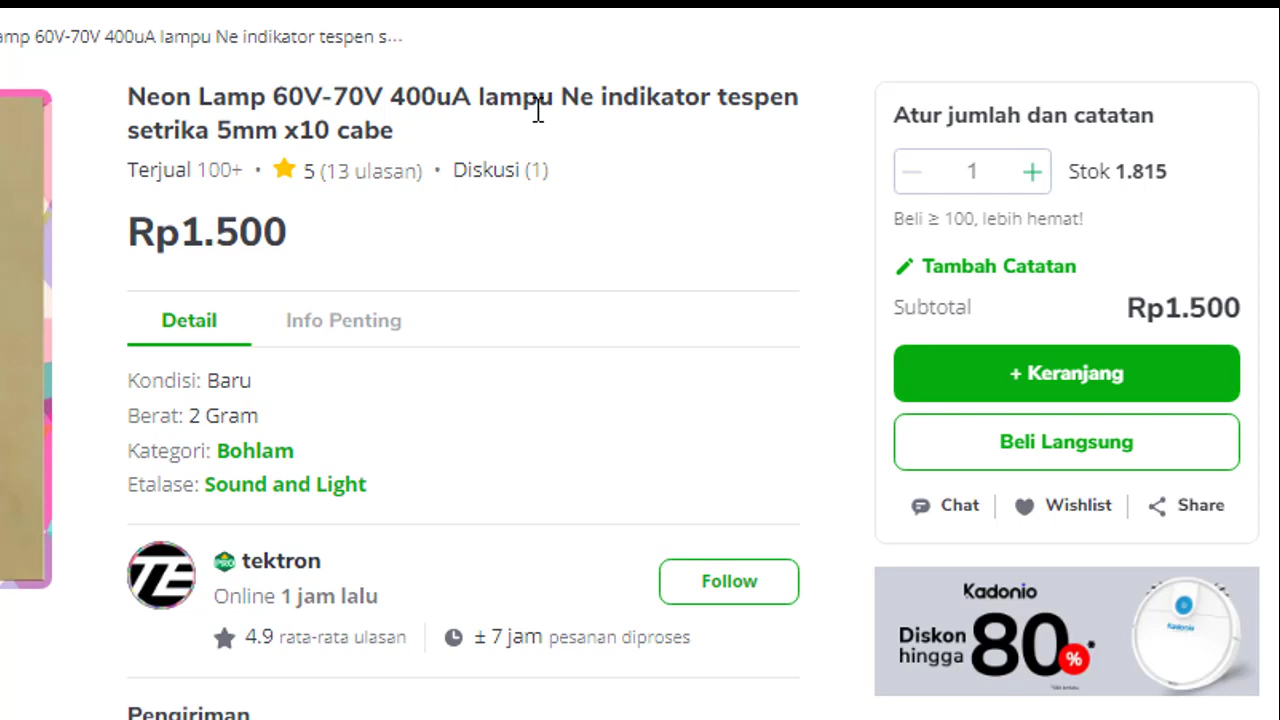 amp 60V-70V 400uA lampu Ne indikator tespen s...
Neon Lamp 60V-70V 400uA lampu Ne indikator tespen
setrika 5mm x10 cabe
Terjual 100+ • 5 (13 ulasan) • Diskusi (1)
Rp1.500
Detail Info Penting
Kondisi: Baru
Berat: 2 Gram
Kategori: Bohlam
Etalase: Sound and Light
TE
PRO tektron
Online 1 jam lalu
Follow
4.9 rata-rata ulasan
± 7 jam pesanan diproses
Pengiriman
Atur jumlah dan catatan
1
Stok 1.815
Beli ≥ 100, lebih hemat!
Tambah Catatan
Subtotal Rp1.500
+ Keranjang
Beli Langsung
Chat Wishlist Share
Kadonio
Diskon
hingga
80%*
Kadonio